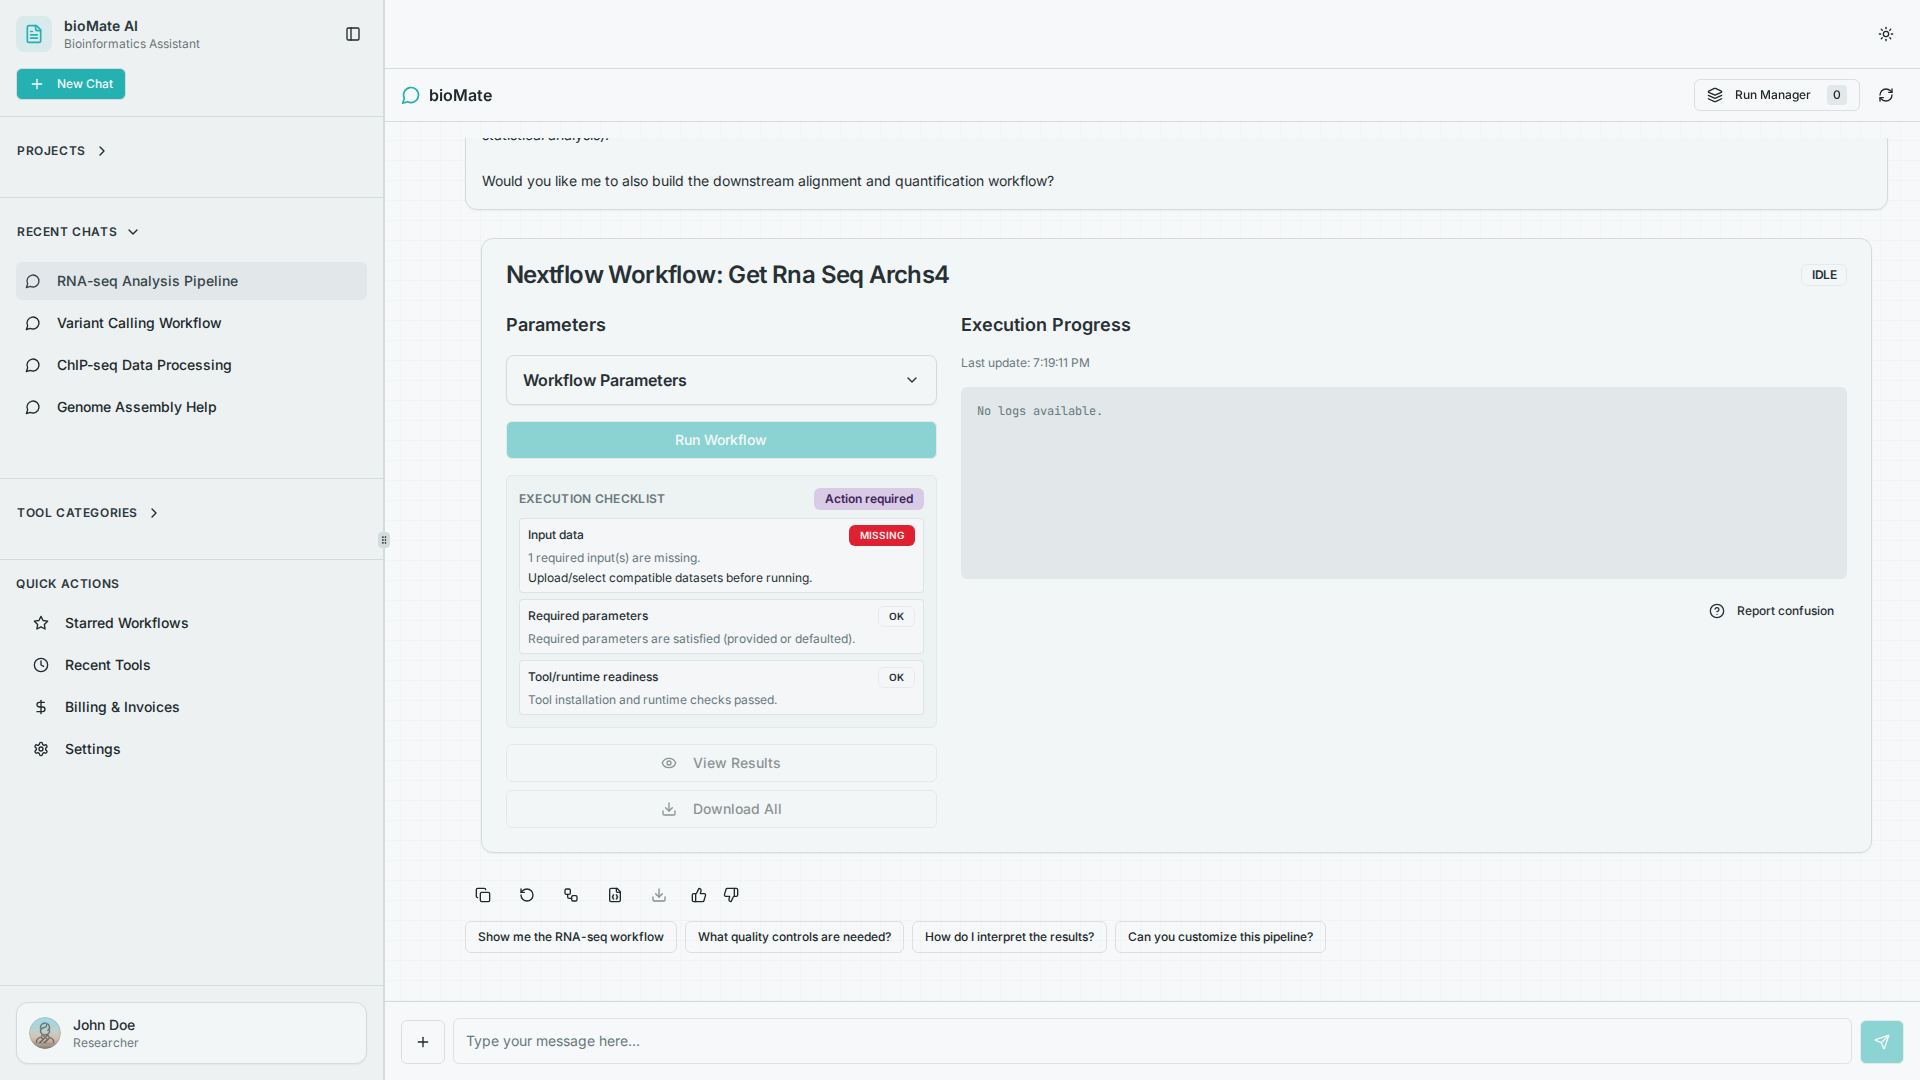 bioMate AI
Bioinformatics Assistant
New Chat
PROJECTS
RECENT CHATS
RNA-seq Analysis Pipeline
Variant Calling Workflow
ChIP-seq Data Processing
Genome Assembly Help
TOOL CATEGORIES
QUICK ACTIONS
Starred Workflows
Recent Tools
Billing & Invoices
Settings
John Doe
Researcher
bioMate
Run Manager 0
statistical analysis).
Would you like me to also build the downstream alignment and quantification workflow?
Nextflow Workflow: Get Rna Seq Archs4
IDLE
Parameters
Workflow Parameters
Run Workflow
EXECUTION CHECKLIST
Action required
Input data
MISSING
1 required input(s) are missing.
Upload/select compatible datasets before running.
Required parameters
OK
Required parameters are satisfied (provided or defaulted).
Tool/runtime readiness
OK
Tool installation and runtime checks passed.
View Results
Download All
Execution Progress
Last update: 7:19:11 PM
No logs available.
Report confusion
Show me the RNA-seq workflow
What quality controls are needed?
How do I interpret the results?
Can you customize this pipeline?
Type your message here...